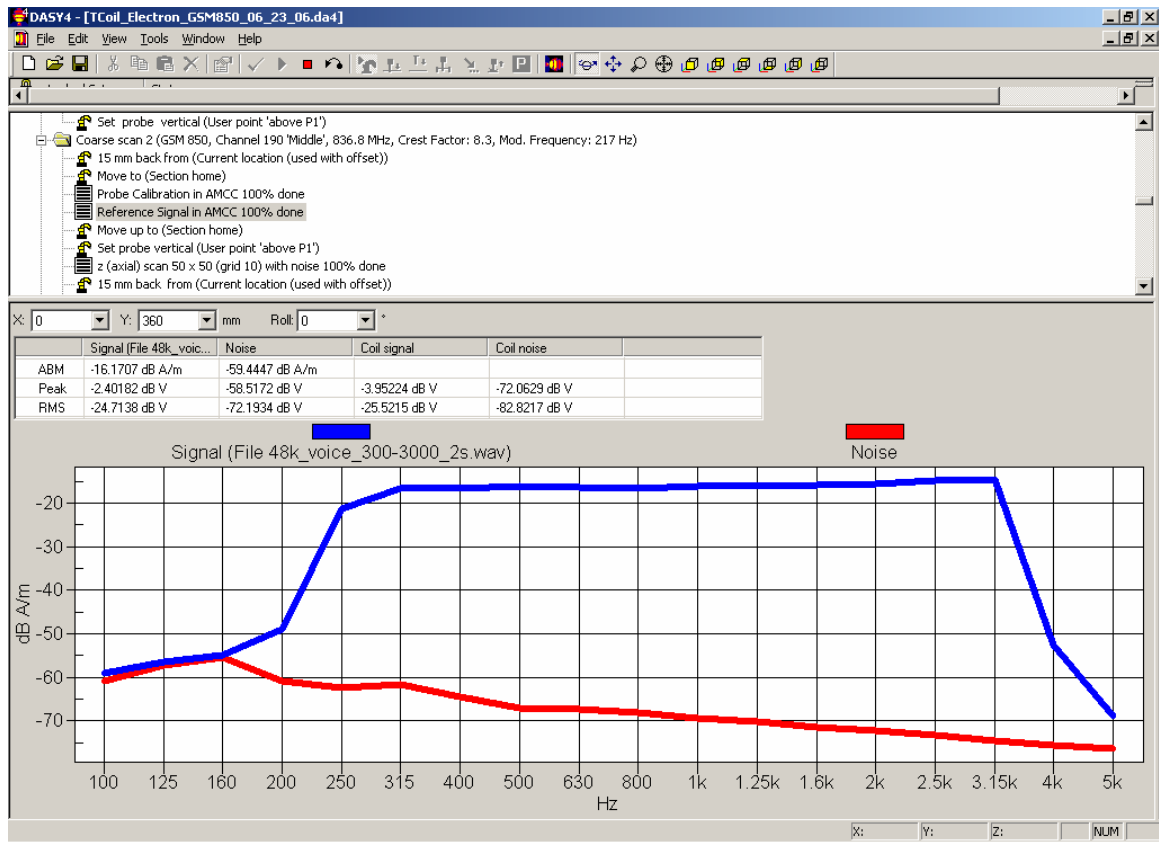 DASY4 - [TCoil_Electron_GSM850_06_23_06.da4]
File Edit View Tools Window Help
Set probe vertical (User point 'above P1')
Coarse scan 2 (GSM 850, Channel 190 'Middle', 836.8 MHz, Crest Factor: 8.3, Mod. Frequency: 217 Hz)
15 mm back from (Current location (used with offset))
Move to (Section home)
Probe Calibration in AMCC 100% done
Reference Signal in AMCC 100% done
Move up to (Section home)
Set probe vertical (User point 'above P1')
z (axial) scan 50 x 50 (grid 10) with noise 100% done
15 mm back from (Current location (used with offset))
X: 0 Y: 360 mm Roll: 0 °
Signal (File 48k_voic... Noise Coil signal Coil noise
ABM -16.1707 dB A/m -59.4447 dB A/m
Peak -2.40182 dB V -58.5172 dB V -3.95224 dB V -72.0629 dB V
RMS -24.7138 dB V -72.1934 dB V -25.5215 dB V -82.8217 dB V
Signal (File 48k_voice_300-3000_2s.wav) Noise
dB A/m
-20
-30
-40
-50
-60
-70
100 125 160 200 250 315 400 500 630 800 1k 1.25k 1.6k 2k 2.5k 3.15k 4k 5k
Hz
X: Y: Z: NUM